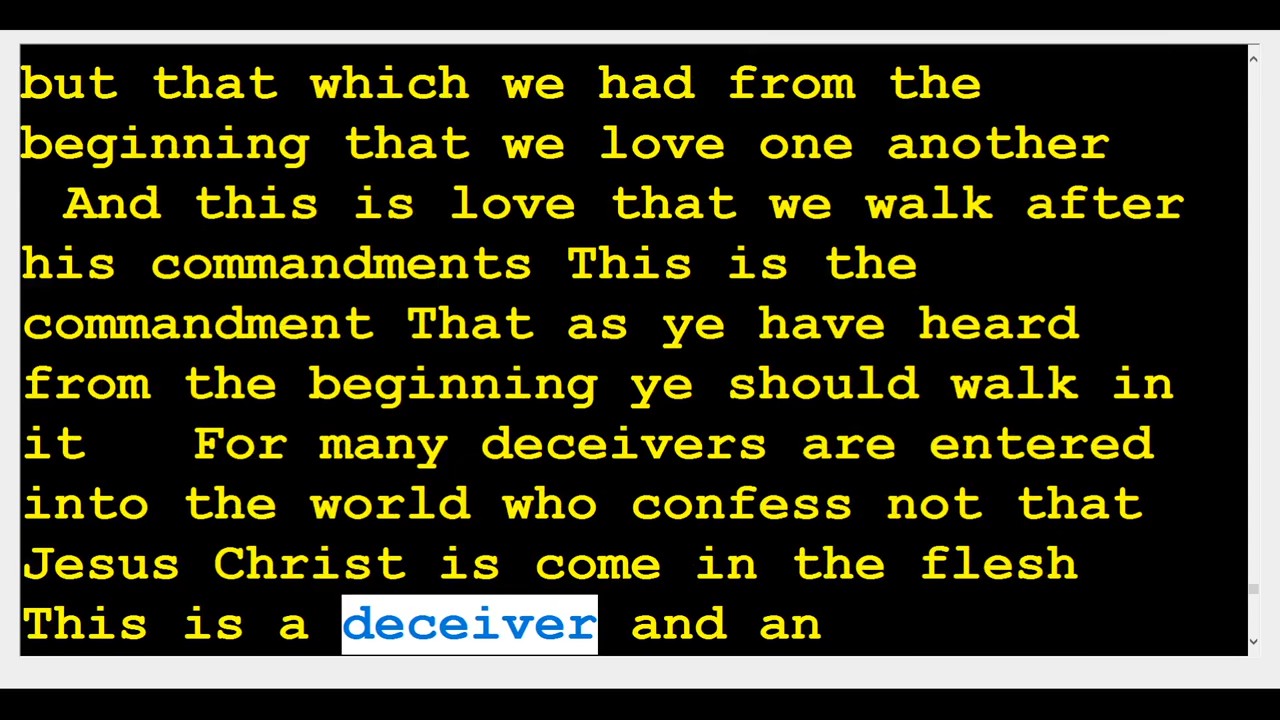 but that which we had from the
beginning that we love one another
And this is love that we walk after
his commandments This is the
commandment That as ye have heard
from the beginning ye should walk in
it For many deceivers are entered
into the world who confess not that
Jesus Christ is come in the flesh
This is a deceiver and an